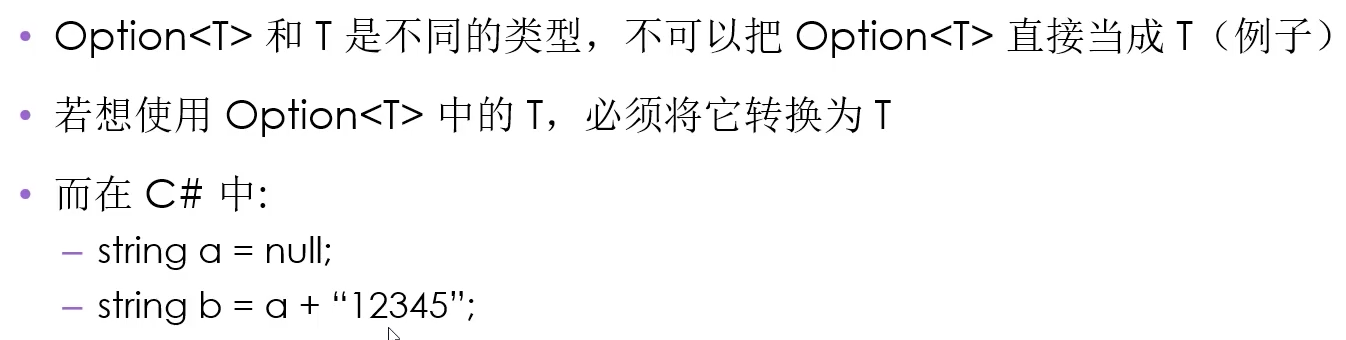 • Option<T> 和 T 是不同的类型，不可以把 Option<T> 直接当成 T（例子）
• 若想使用 Option<T> 中的 T，必须将它转换为 T
• 而在 C# 中:
– string a = null;
– string b = a + “12345”;